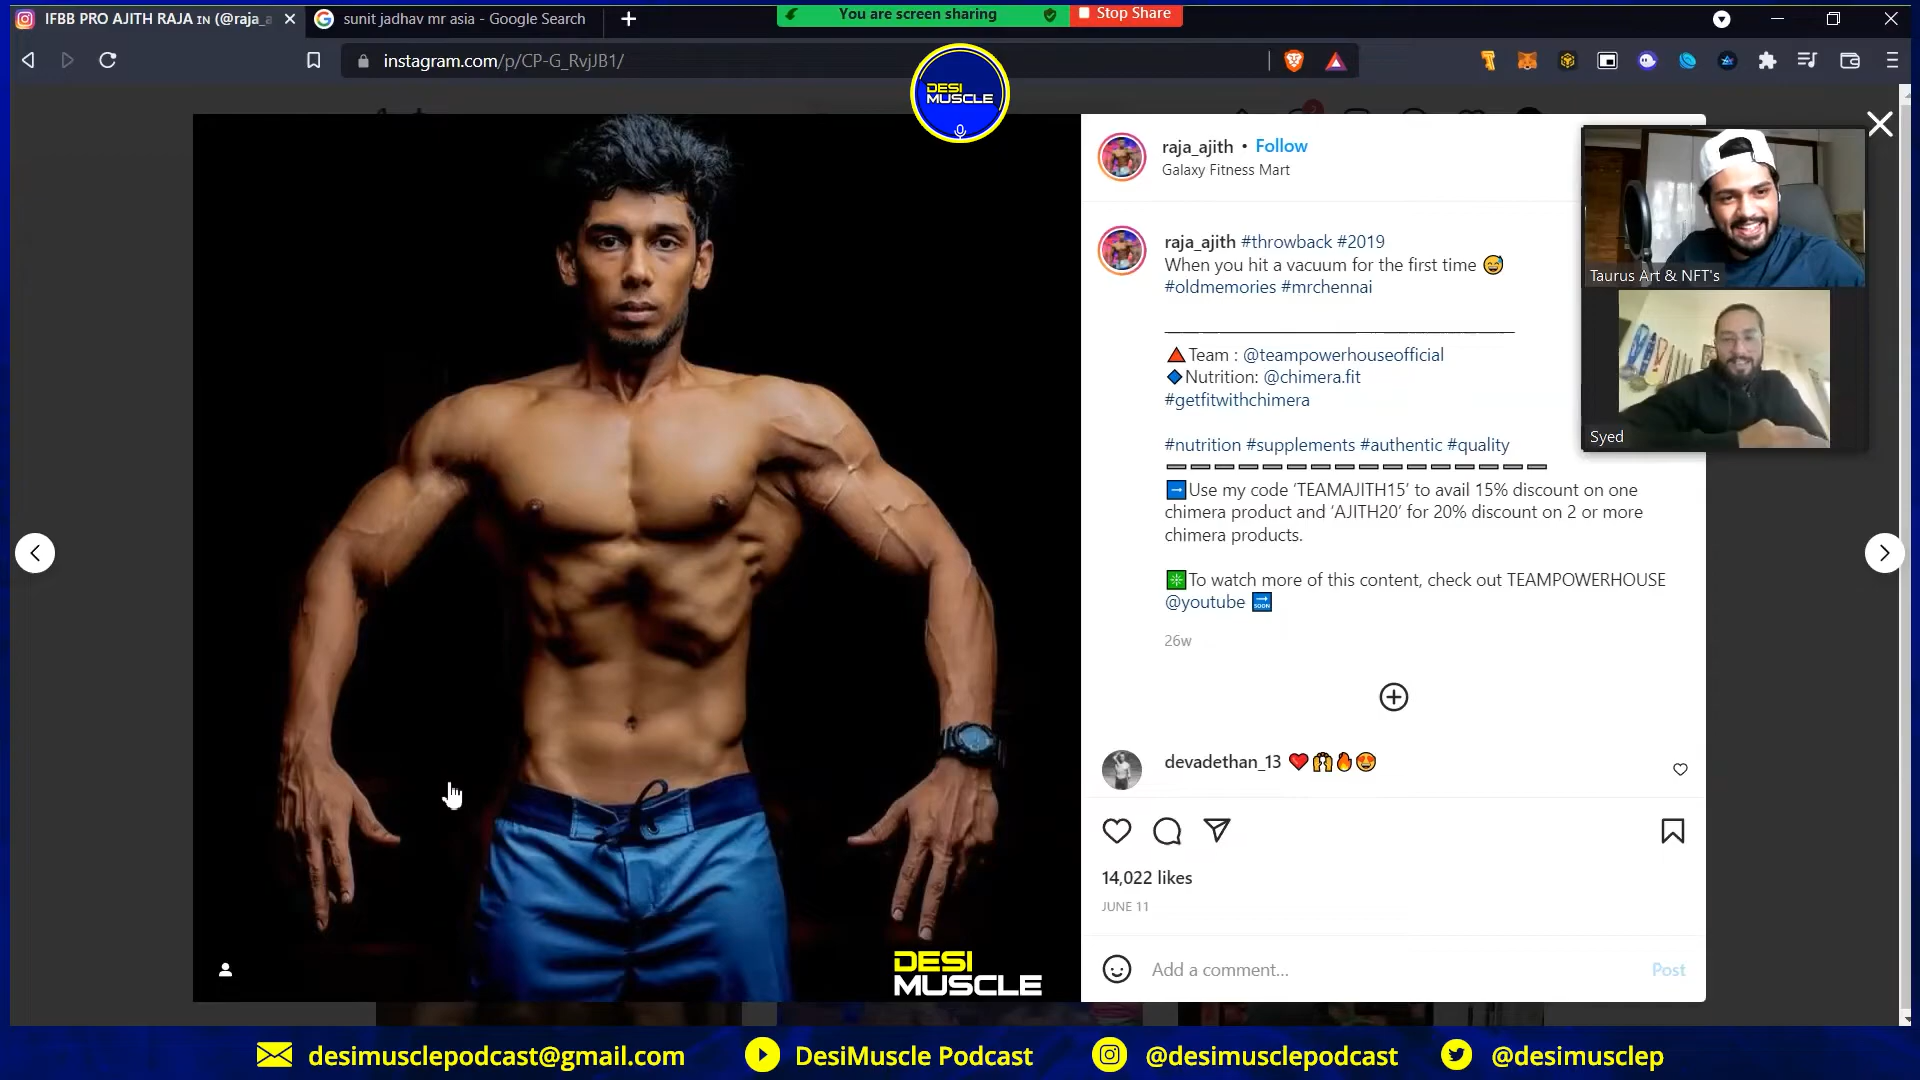 IFBB PRO AJITH RAJA IN (@raja_a
sunit jadhav mr asia - Google Search
You are screen sharing
Stop Share
instagram.com/p/CP-G_RvjJB1/
DESI
MUSCLE
raja_ajith • Follow
Galaxy Fitness Mart
raja_ajith #throwback #2019
When you hit a vacuum for the first time 😅
#oldmemories #mrchennai
🔺Team : @teampowerhouseofficial
🔷Nutrition: @chimera.fit
#getfitwithchimera
#nutrition #supplements #authentic #quality
➡️Use my code ‘TEAMAJITH15’ to avail 15% discount on one
chimera product and ‘AJITH20’ for 20% discount on 2 or more
chimera products.
✳️To watch more of this content, check out TEAMPOWERHOUSE
@youtube 🔜
26w
devadethan_13 ❤️🙌🔥😍
14,022 likes
JUNE 11
Add a comment...
Post
Taurus Art & NFT's
Syed
DESI
MUSCLE
desimusclepodcast@gmail.com
DesiMuscle Podcast
@desimusclepodcast
@desimusclep